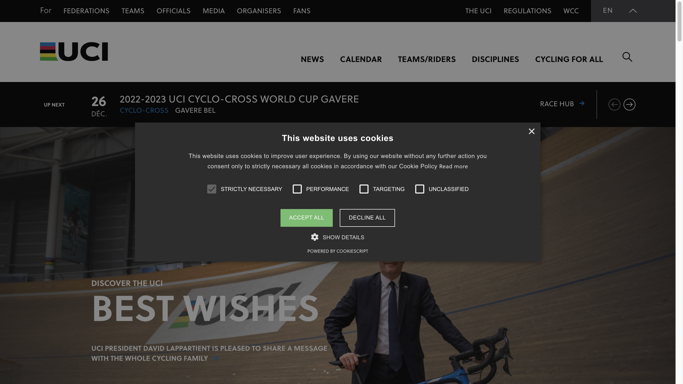 For FEDERATIONS TEAMS OFFICIALS MEDIA ORGANISERS FANS THE UCI REGULATIONS WCC EN
UCI
NEWS CALENDAR TEAMS/RIDERS DISCIPLINES CYCLING FOR ALL
UP NEXT
26
DÉC.
2022-2023 UCI CYCLO-CROSS WORLD CUP GAVERE
CYCLO-CROSS GAVERE BEL
RACE HUB
This website uses cookies
×
This website uses cookies to improve user experience. By using our website without any further action you
consent only to strictly necessary all cookies in accordance with our Cookie Policy Read more
STRICTLY NECESSARY PERFORMANCE TARGETING UNCLASSIFIED
ACCEPT ALL DECLINE ALL
SHOW DETAILS
POWERED BY COOKIESCRIPT
DISCOVER THE UCI
BEST WISHES
UCI PRESIDENT DAVID LAPPARTIENT IS PLEASED TO SHARE A MESSAGE
WITH THE WHOLE CYCLING FAMILY